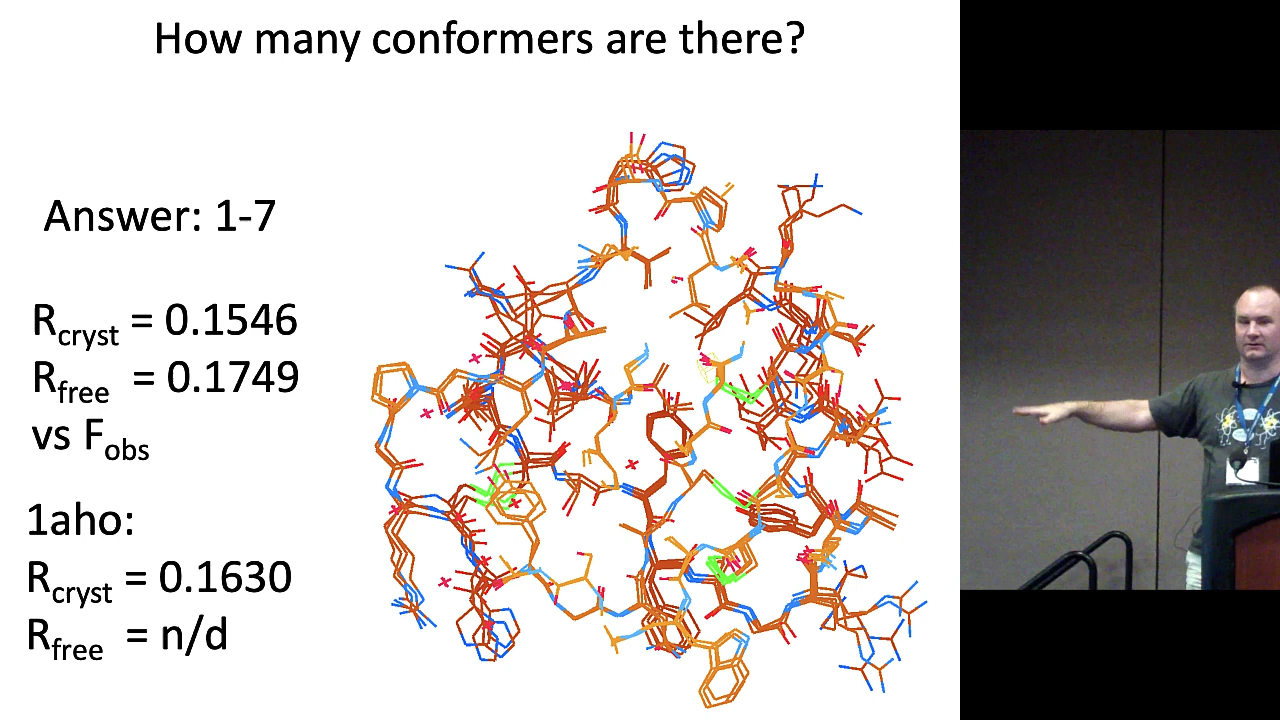 How many conformers are there?
Answer: 1-7
Rcryst = 0.1546
Rfree = 0.1749
vs Fobs
1aho:
Rcryst = 0.1630
Rfree = n/d